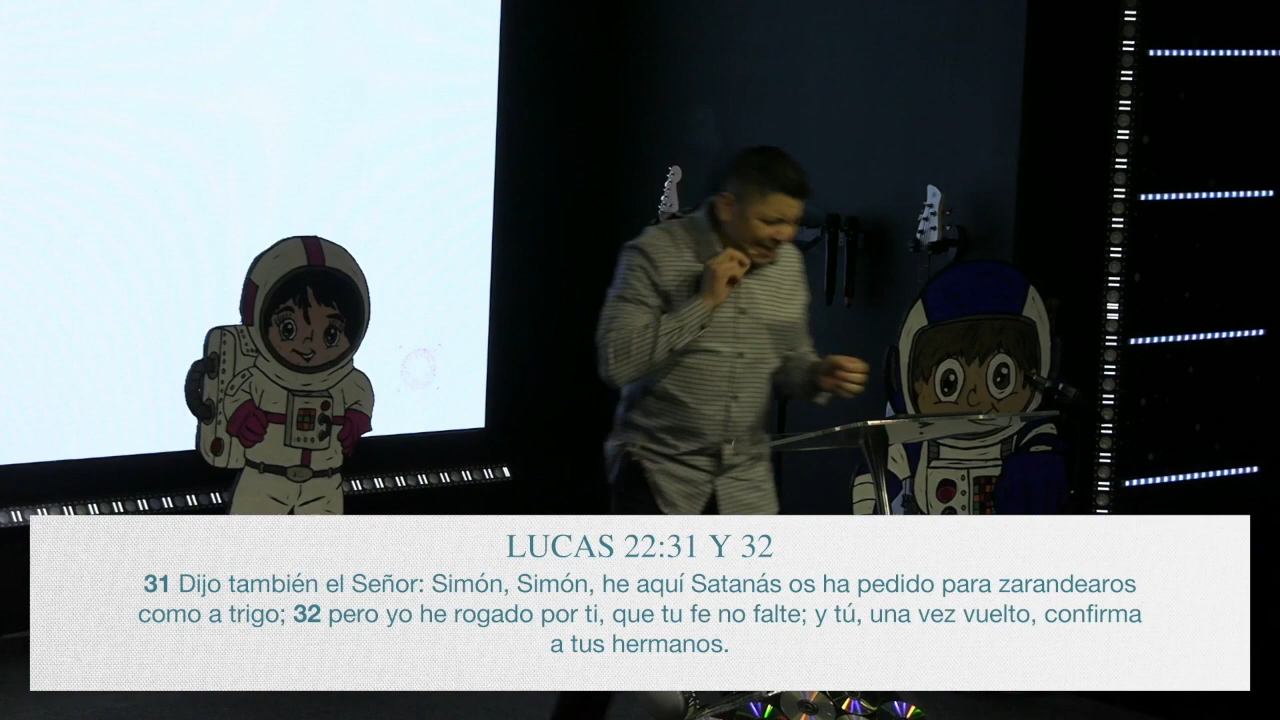 LUCAS 22:31 Y 32
31 Dijo también el Señor: Simón, Simón, he aquí Satanás os ha pedido para zarandearos
como a trigo; 32 pero yo he rogado por ti, que tu fe no falte; y tú, una vez vuelto, confirma
a tus hermanos.